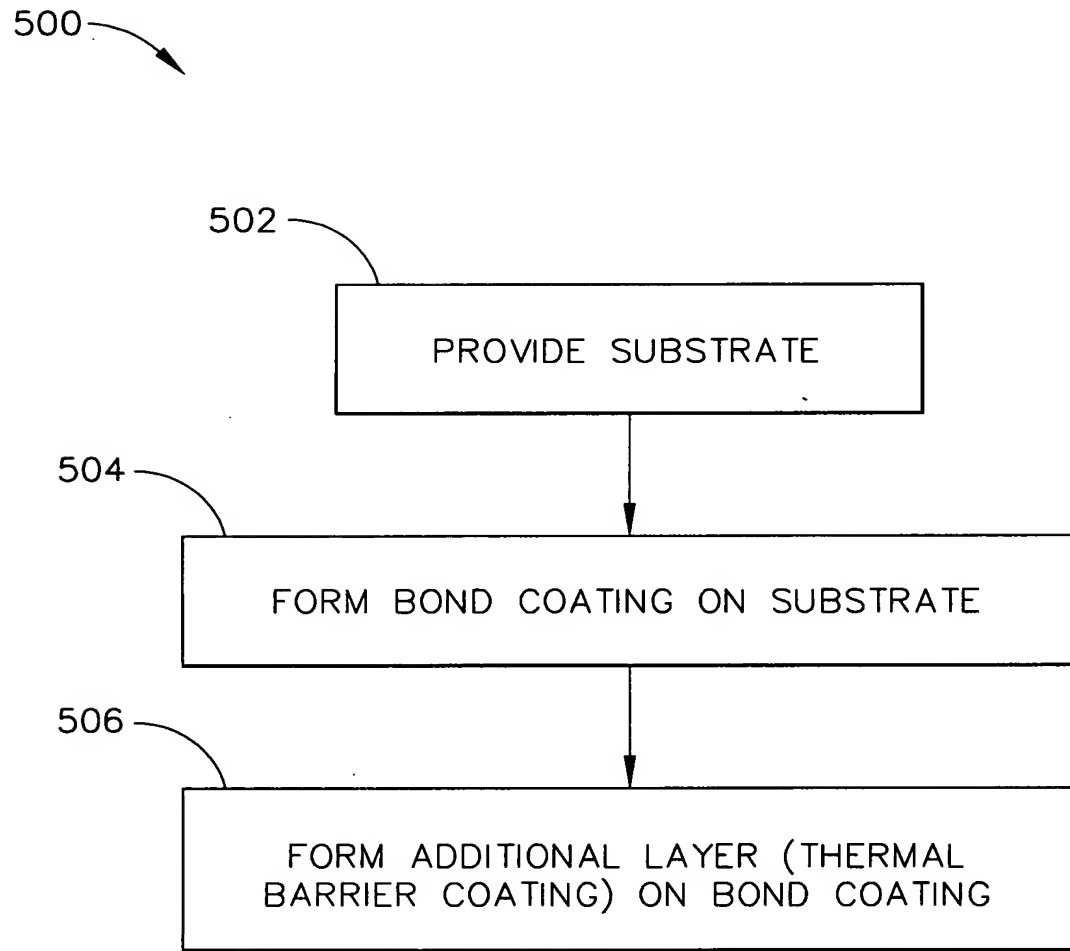 500
502
PROVIDE SUBSTRATE
504
FORM BOND COATING ON SUBSTRATE
506
FORM ADDITIONAL LAYER (THERMAL
BARRIER COATING) ON BOND COATING